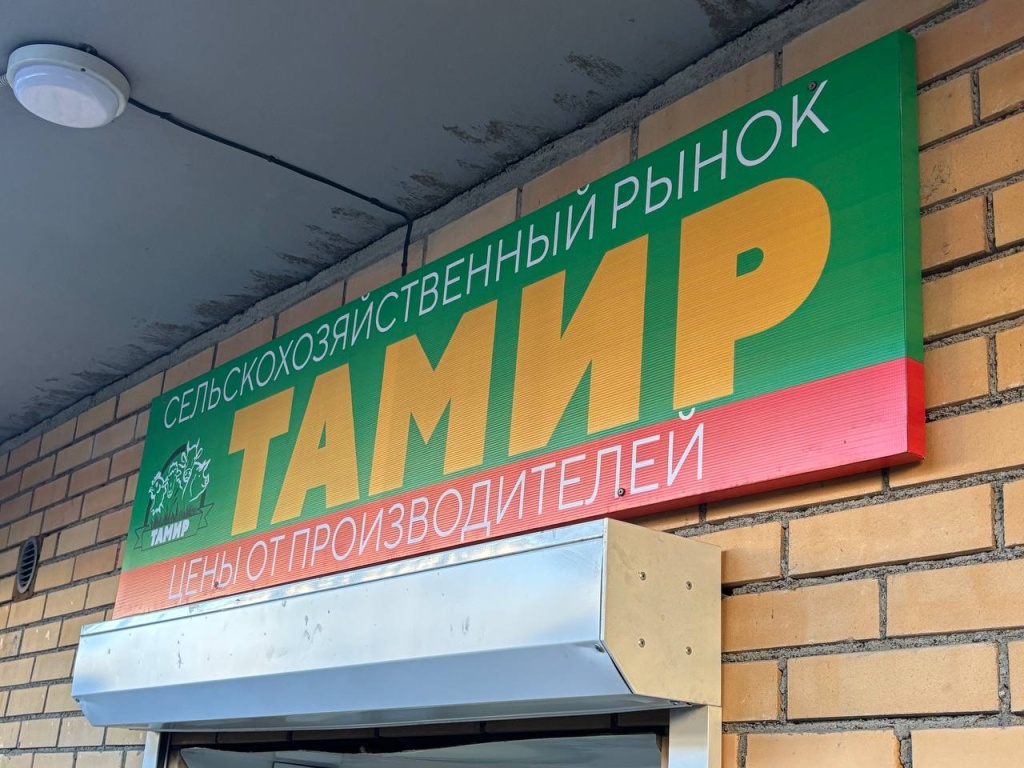 СЕЛЬСКОХОЗЯЙСТВЕННЫЙ РЫНОК
ТАМИР
ТАМИР
ЦЕНЫ ОТ ПРОИЗВОДИТЕЛЕЙ